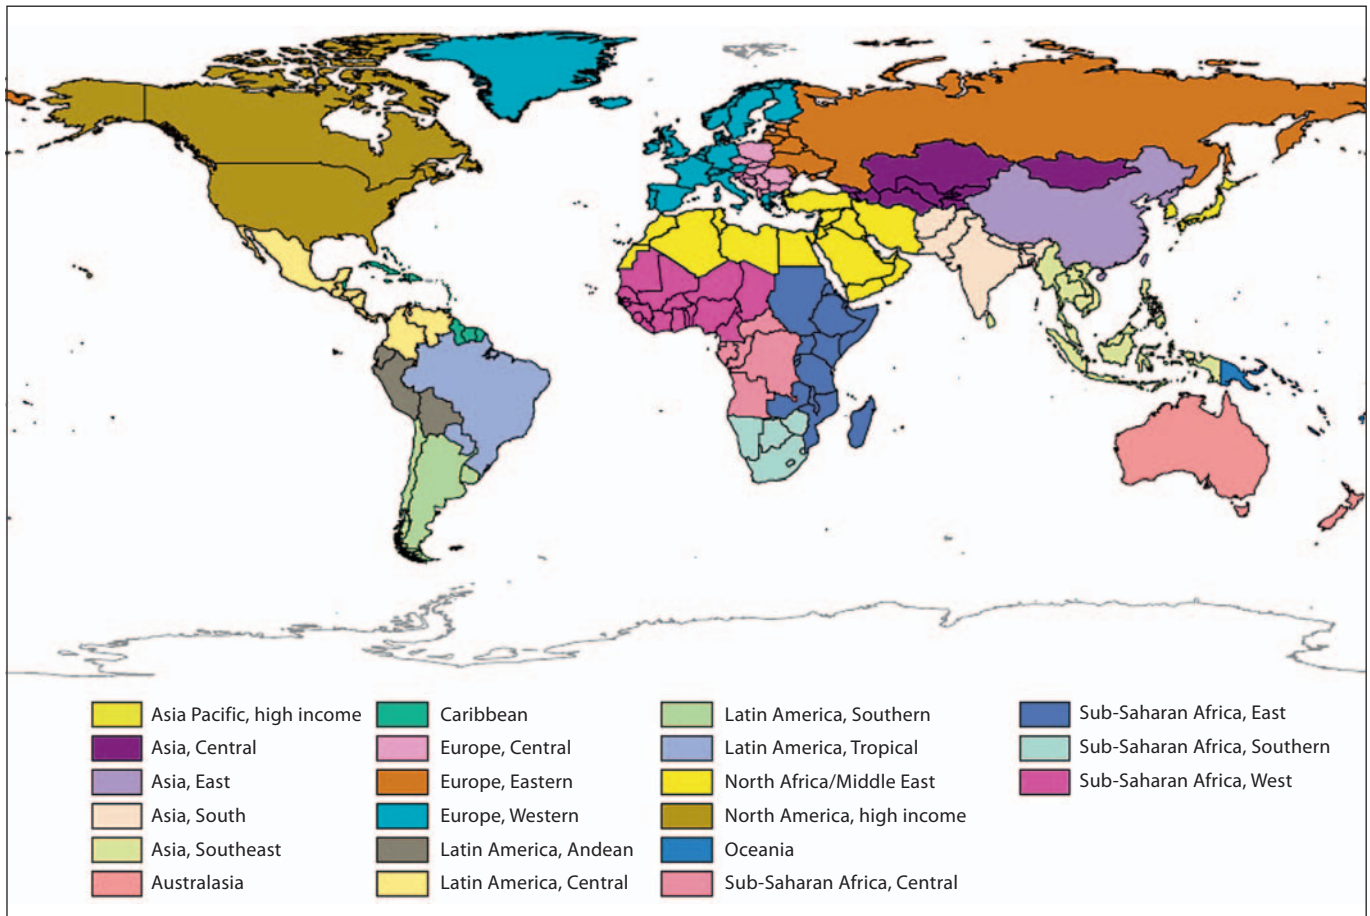 Asia Pacific, high income
Asia, Central
Asia, East
Asia, South
Asia, Southeast
Australasia
Caribbean
Europe, Central
Europe, Eastern
Europe, Western
Latin America, Andean
Latin America, Central
Latin America, Southern
Latin America, Tropical
North Africa/Middle East
North America, high income
Oceania
Sub-Saharan Africa, Central
Sub-Saharan Africa, East
Sub-Saharan Africa, Southern
Sub-Saharan Africa, West